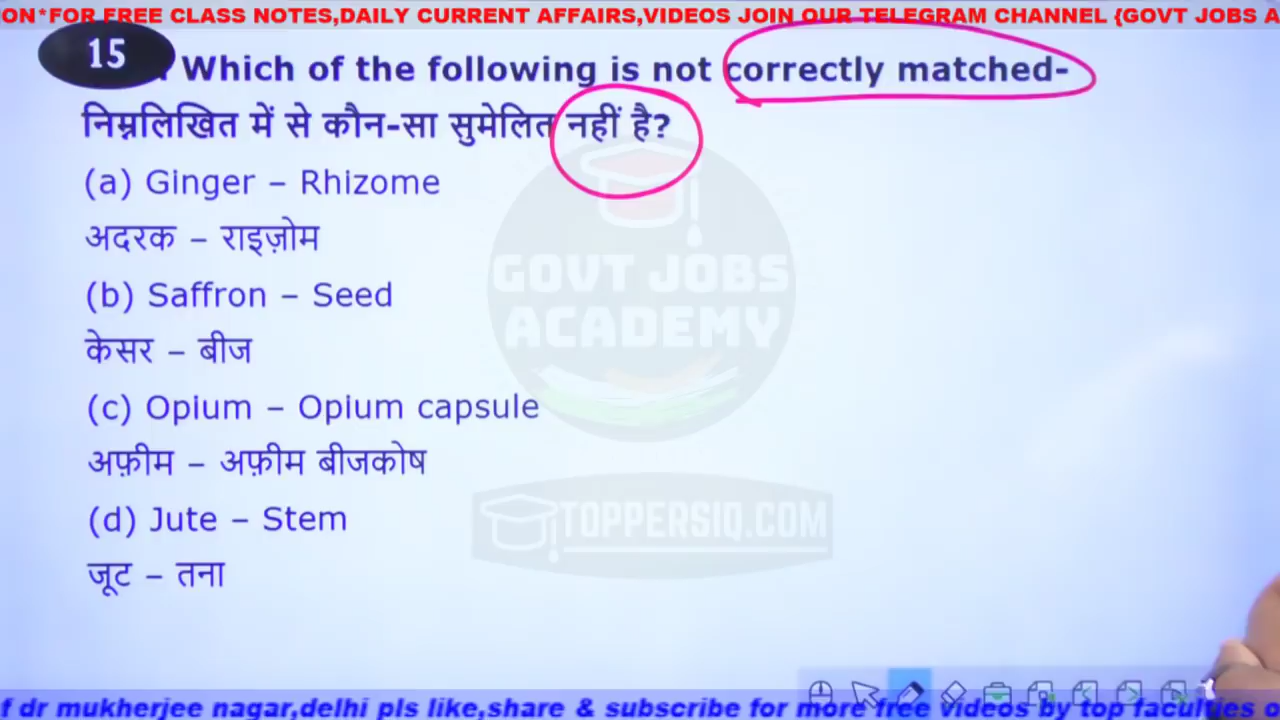 ON*FOR FREE CLASS NOTES,DAILY CURRENT AFFAIRS,VIDEOS JOIN OUR TELEGRAM CHANNEL {GOVT JOBS A
15
. Which of the following is not correctly matched-
निम्नलिखित में से कौन-सा सुमेलित नहीं है?
(a) Ginger – Rhizome
अदरक – राइज़ोम
(b) Saffron – Seed
केसर – बीज
(c) Opium – Opium capsule
अफ़ीम – अफ़ीम बीजकोष
(d) Jute – Stem
जूट – तना
GOVT JOBS
ACADEMY
TOPPERSIQ.COM
f dr mukherjee nagar,delhi pls like,share & subscribe for more free videos by top faculties o